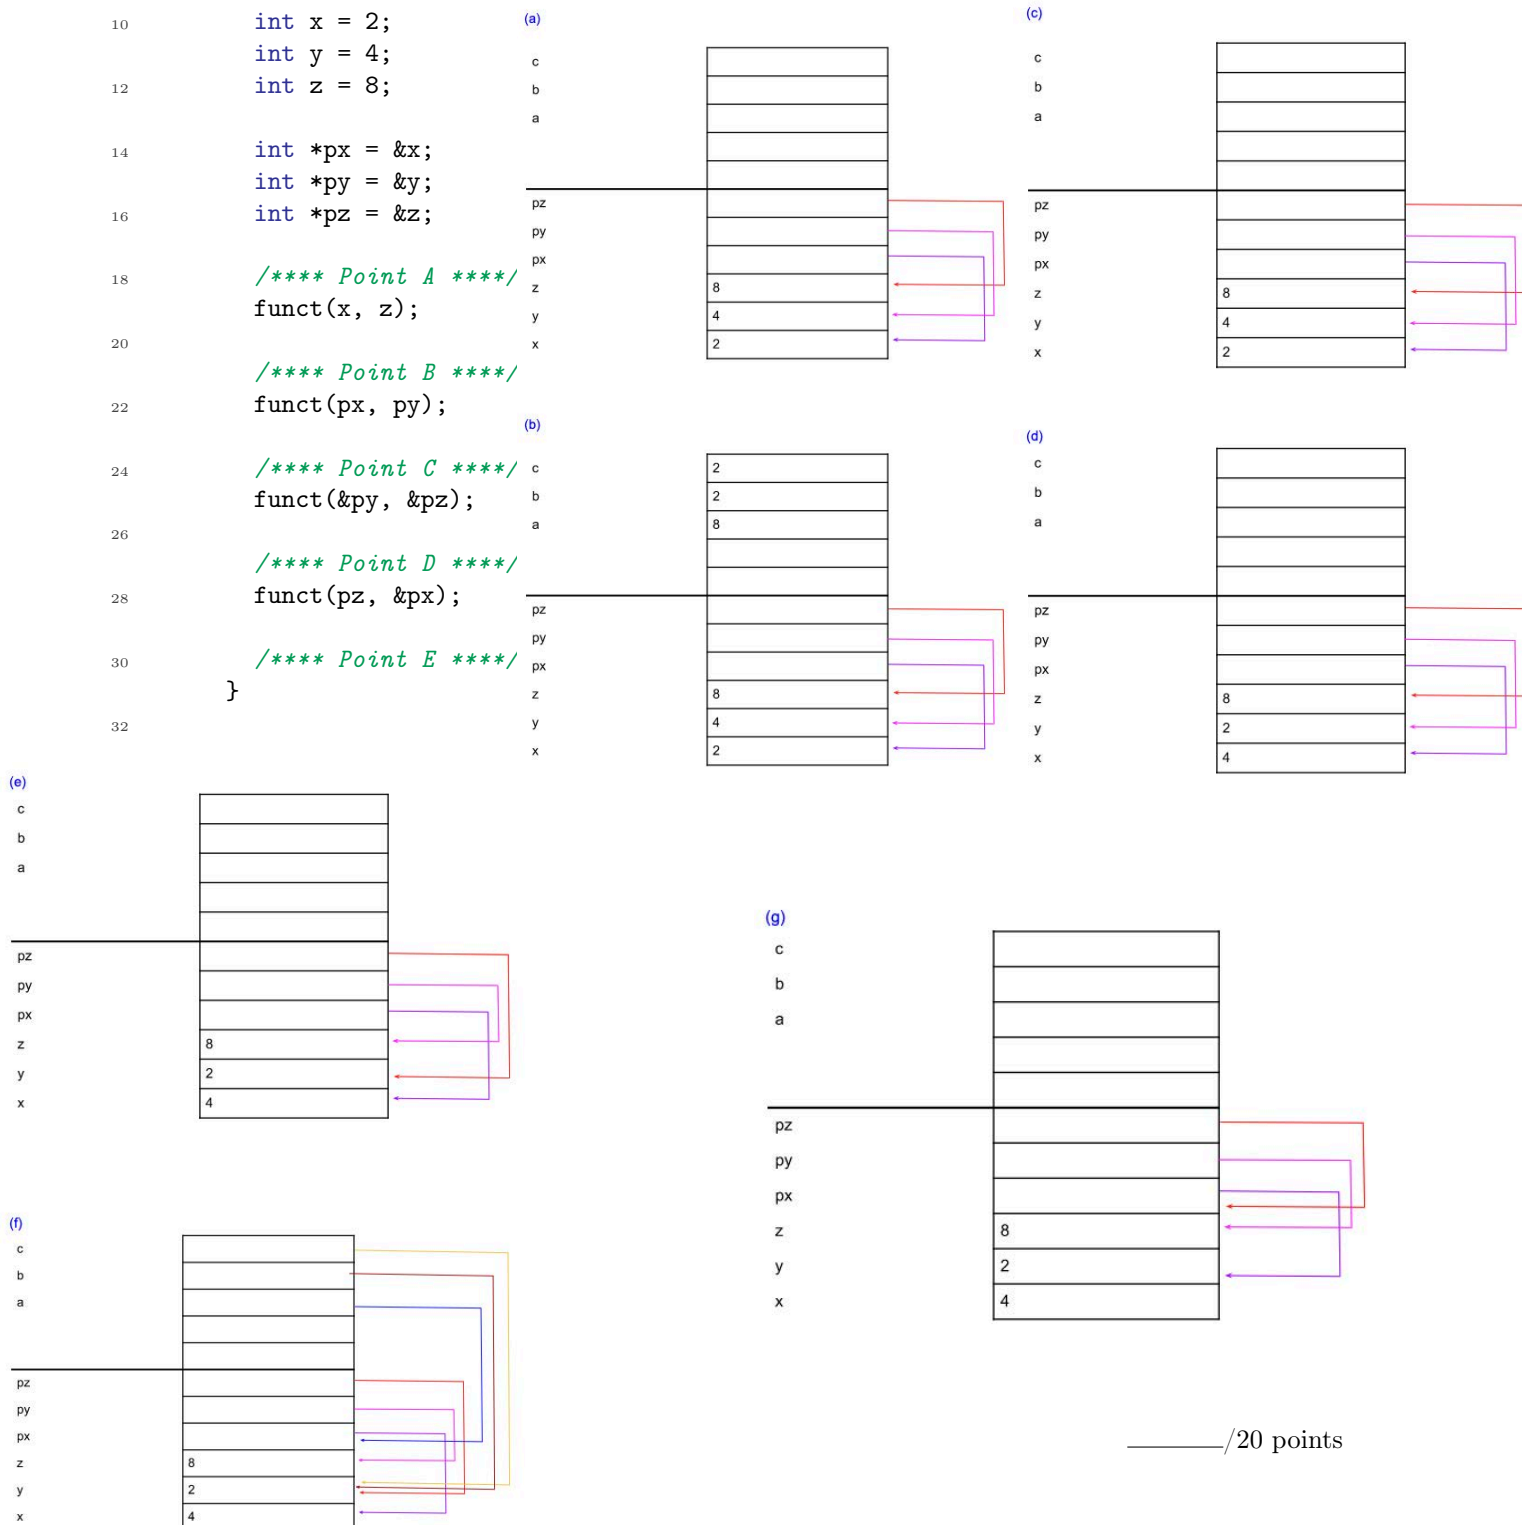 10 int x = 2;
int y = 4;
12 int z = 8;
14 int *px = &x;
int *py = &y;
16 int *pz = &z;
18 /**** Point A ****/
funct(x, z);
20
/**** Point B ****/
22 funct(px, py);
24 /**** Point C ****/
funct(&py, &pz);
26
/**** Point D ****/
28 funct(pz, &px);
30 /**** Point E ****/
}
32
(a)
c
b
a
pz
py
px
z 8
y 4
x 2
(b)
c 2
b 2
a 8
pz
py
px
z 8
y 4
x 2
(c)
c
b
a
pz
py
px
z 8
y 4
x 2
(d)
c
b
a
pz
py
px
z 8
y 2
x 4
(e)
c
b
a
pz
py
px
z 8
y 2
x 4
(f)
c
b
a
pz
py
px
z 8
y 2
x 4
(g)
c
b
a
pz
py
px
z 8
y 2
x 4
/20 points